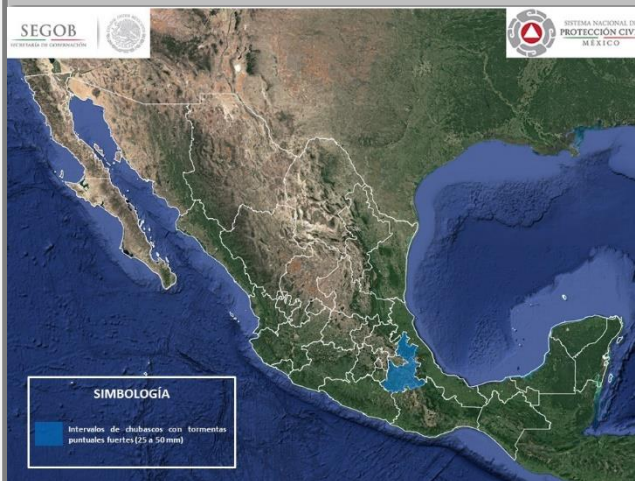 SEGOB
SECRETARÍA DE GOBERNACIÓN
SISTEMA NACIONAL DE
PROTECCIÓN CIV
MÉXICO
SIMBOLOGÍA
Intervalos de chubascos con tormentas
puntuales fuertes (25 a 50 mm)